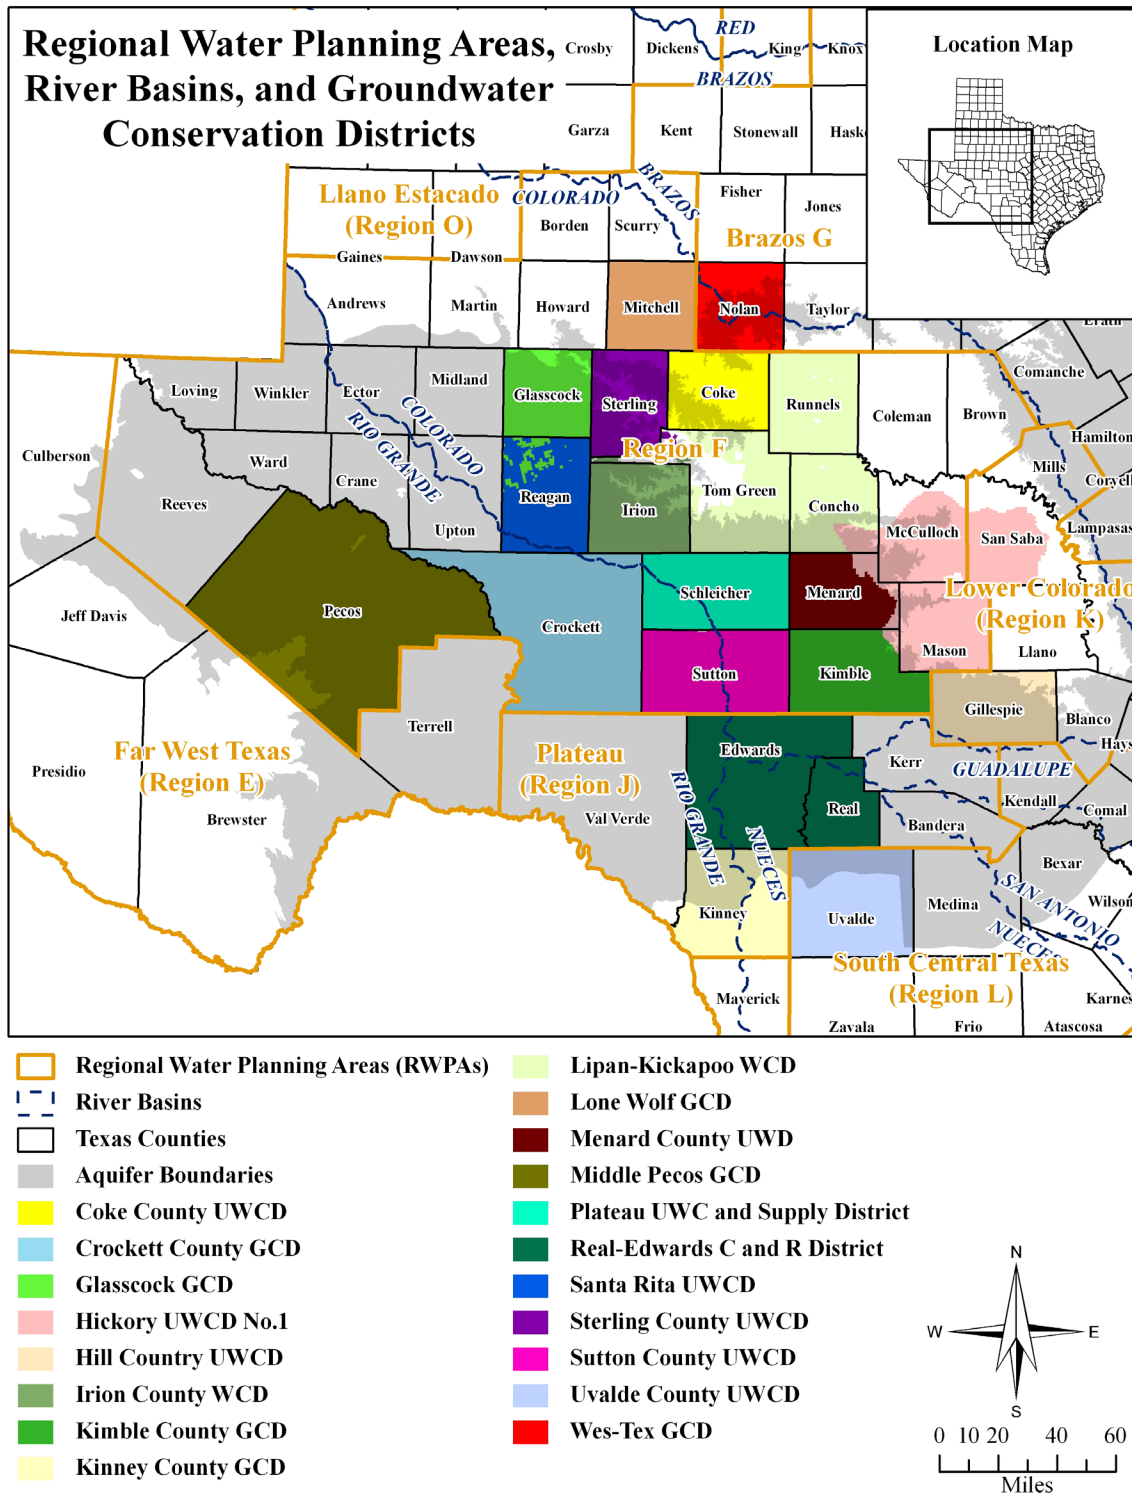 Regional Water Planning Areas,
River Basins, and Groundwater
Conservation Districts
Location Map
Crosby
Dickens
RED
King
Knox
BRAZOS
Garza
Kent
Stonewall
Haske
Llano Estacado
(Region O)
COLORADO
BRAZOS
Borden
Scurry
Fisher
Jones
Brazos G
Gaines
Dawson
Andrews
Martin
Howard
Mitchell
Nolan
Taylor
Erath
Comanche
Loving
Winkler
Ector
Midland
Glasscock
Sterling
Coke
Runnels
Coleman
Brown
COLORADO
RIO GRANDE
Region F
Hamilton
Culberson
Ward
Crane
Mills
Coryell
Reeves
Upton
Reagan
Irion
Tom Green
Concho
McCulloch
San Saba
Lampasas
Jeff Davis
Pecos
Crockett
Schleicher
Menard
Lower Colorado
(Region K)
Mason
Llano
Sutton
Kimble
Gillespie
Blanco
Hays
Terrell
Far West Texas
(Region E)
Presidio
Brewster
Plateau
(Region J)
Val Verde
Edwards
Real
Kerr
GUADALUPE
Kendall
Comal
Bandera
RIO GRANDE
NUECES
Bexar
SAN ANTONIO
NUECES
Wilson
Kinney
Uvalde
Medina
South Central Texas
(Region L)
Maverick
Karnes
Zavala
Frio
Atascosa
Regional Water Planning Areas (RWPAs)
River Basins
Texas Counties
Aquifer Boundaries
Coke County UWCD
Crockett County GCD
Glasscock GCD
Hickory UWCD No.1
Hill Country UWCD
Irion County WCD
Kimble County GCD
Kinney County GCD
Lipan-Kickapoo WCD
Lone Wolf GCD
Menard County UWD
Middle Pecos GCD
Plateau UWC and Supply District
Real-Edwards C and R District
Santa Rita UWCD
Sterling County UWCD
Sutton County UWCD
Uvalde County UWCD
Wes-Tex GCD
N
W
E
S
0 10 20 40 60
Miles